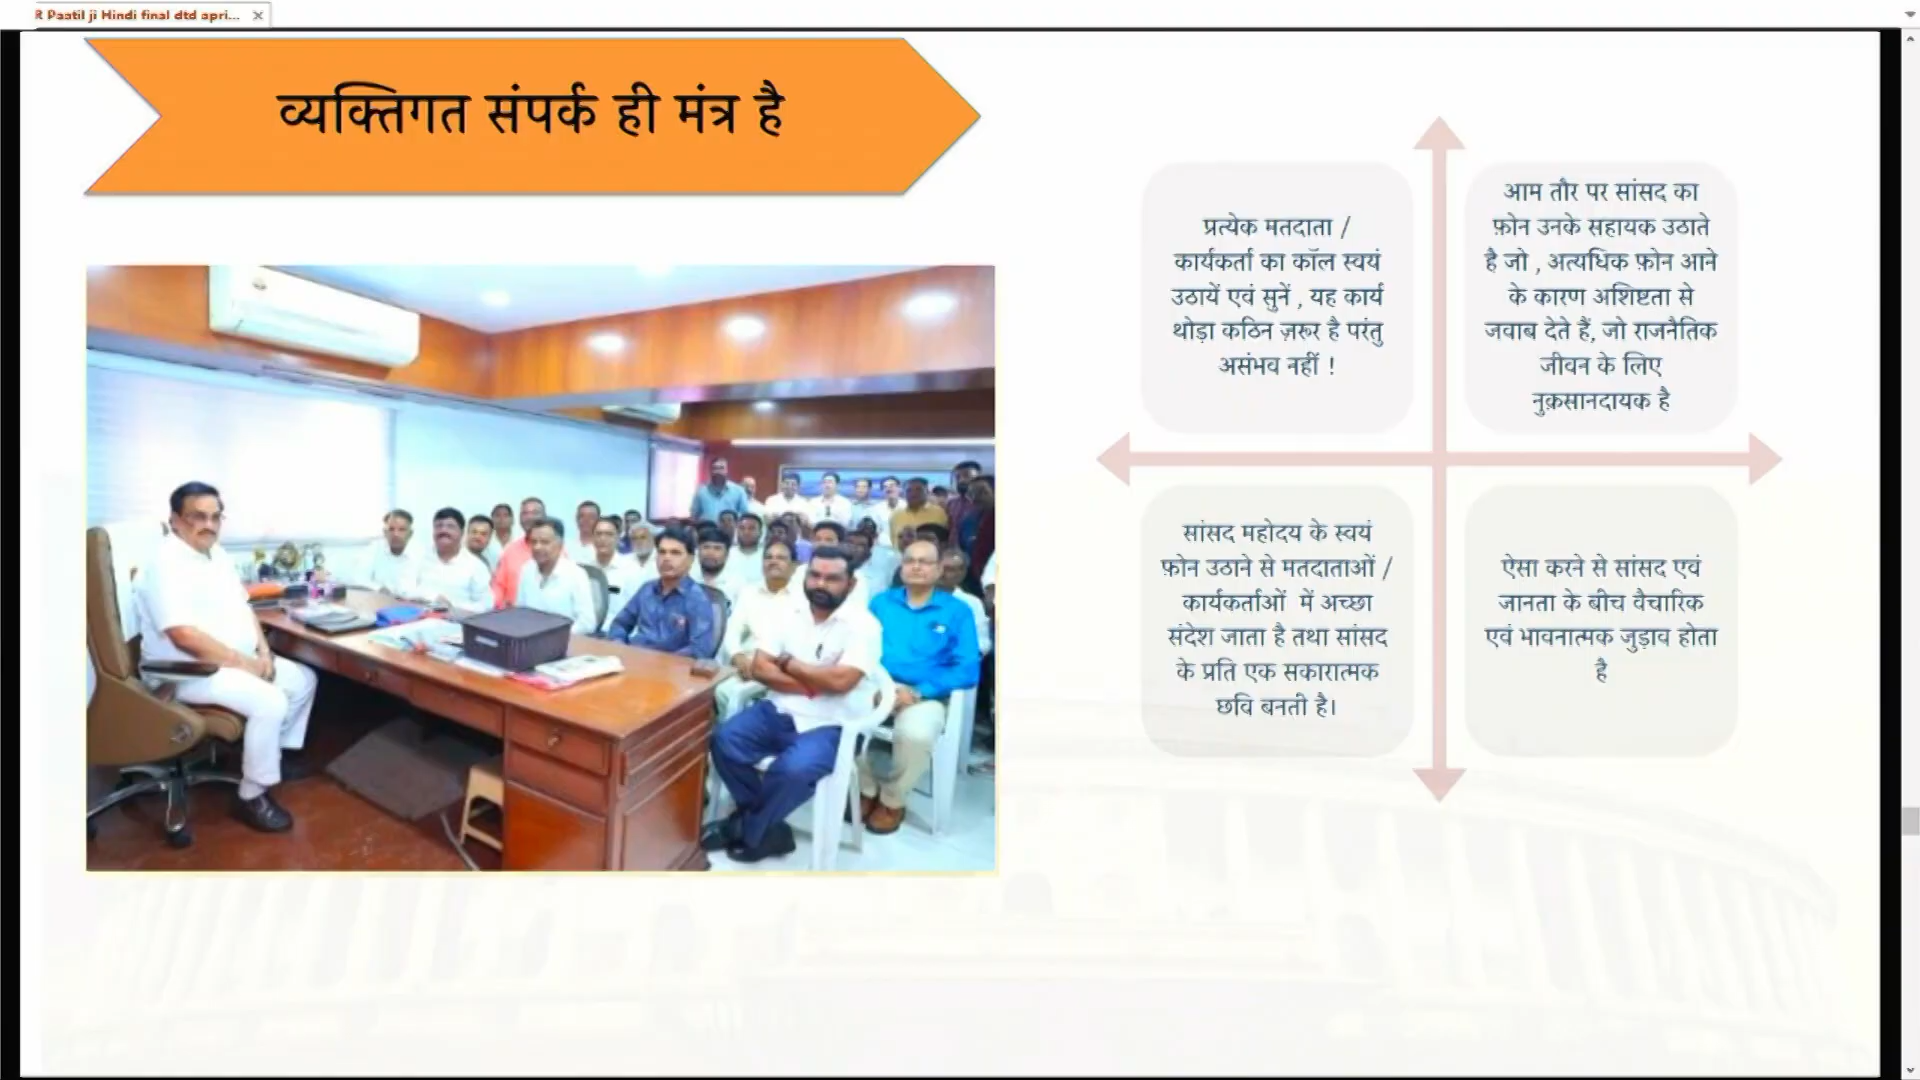 R Paatil ji Hindi final dtd apri...
व्यक्तिगत संपर्क ही मंत्र है
प्रत्येक मतदाता /
कार्यकर्ता का कॉल स्वयं
उठायें एवं सुनें , यह कार्य
थोड़ा कठिन ज़रूर है परंतु
असंभव नहीं !
आम तौर पर सांसद का
फ़ोन उनके सहायक उठाते
है जो , अत्यधिक फ़ोन आने
के कारण अशिष्टता से
जवाब देते हैं, जो राजनैतिक
जीवन के लिए
नुक़सानदायक है
सांसद महोदय के स्वयं
फ़ोन उठाने से मतदाताओं /
कार्यकर्ताओं में अच्छा
संदेश जाता है तथा सांसद
के प्रति एक सकारात्मक
छवि बनती है।
ऐसा करने से सांसद एवं
जानता के बीच वैचारिक
एवं भावनात्मक जुड़ाव होता
है